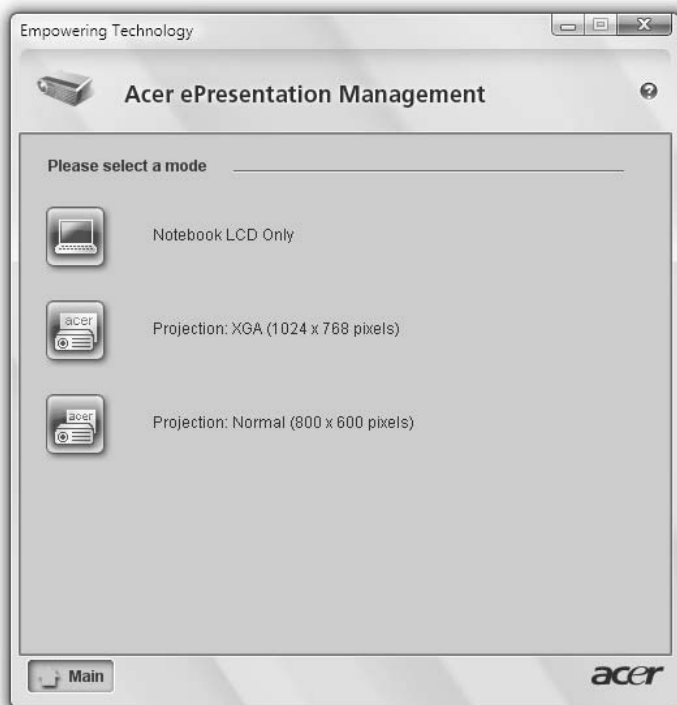 Empowering Technology
Acer ePresentation Management
Please select a mode
Notebook LCD Only
acer
Projection: XGA (1024 x 768 pixels)
acer
Projection: Normal (800 x 600 pixels)
Main
acer